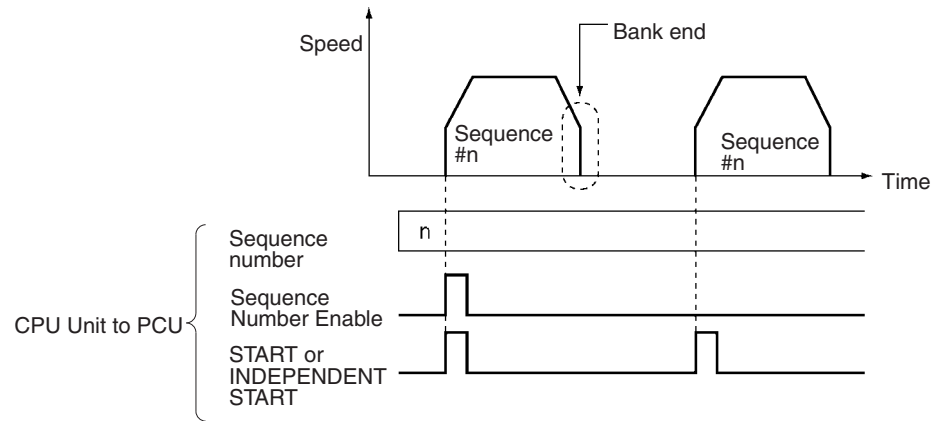 Speed
Bank end
Sequence
#n
Sequence
#n
Time
Sequence
number
n
Sequence
Number Enable
CPU Unit to PCU
START or
INDEPENDENT
START